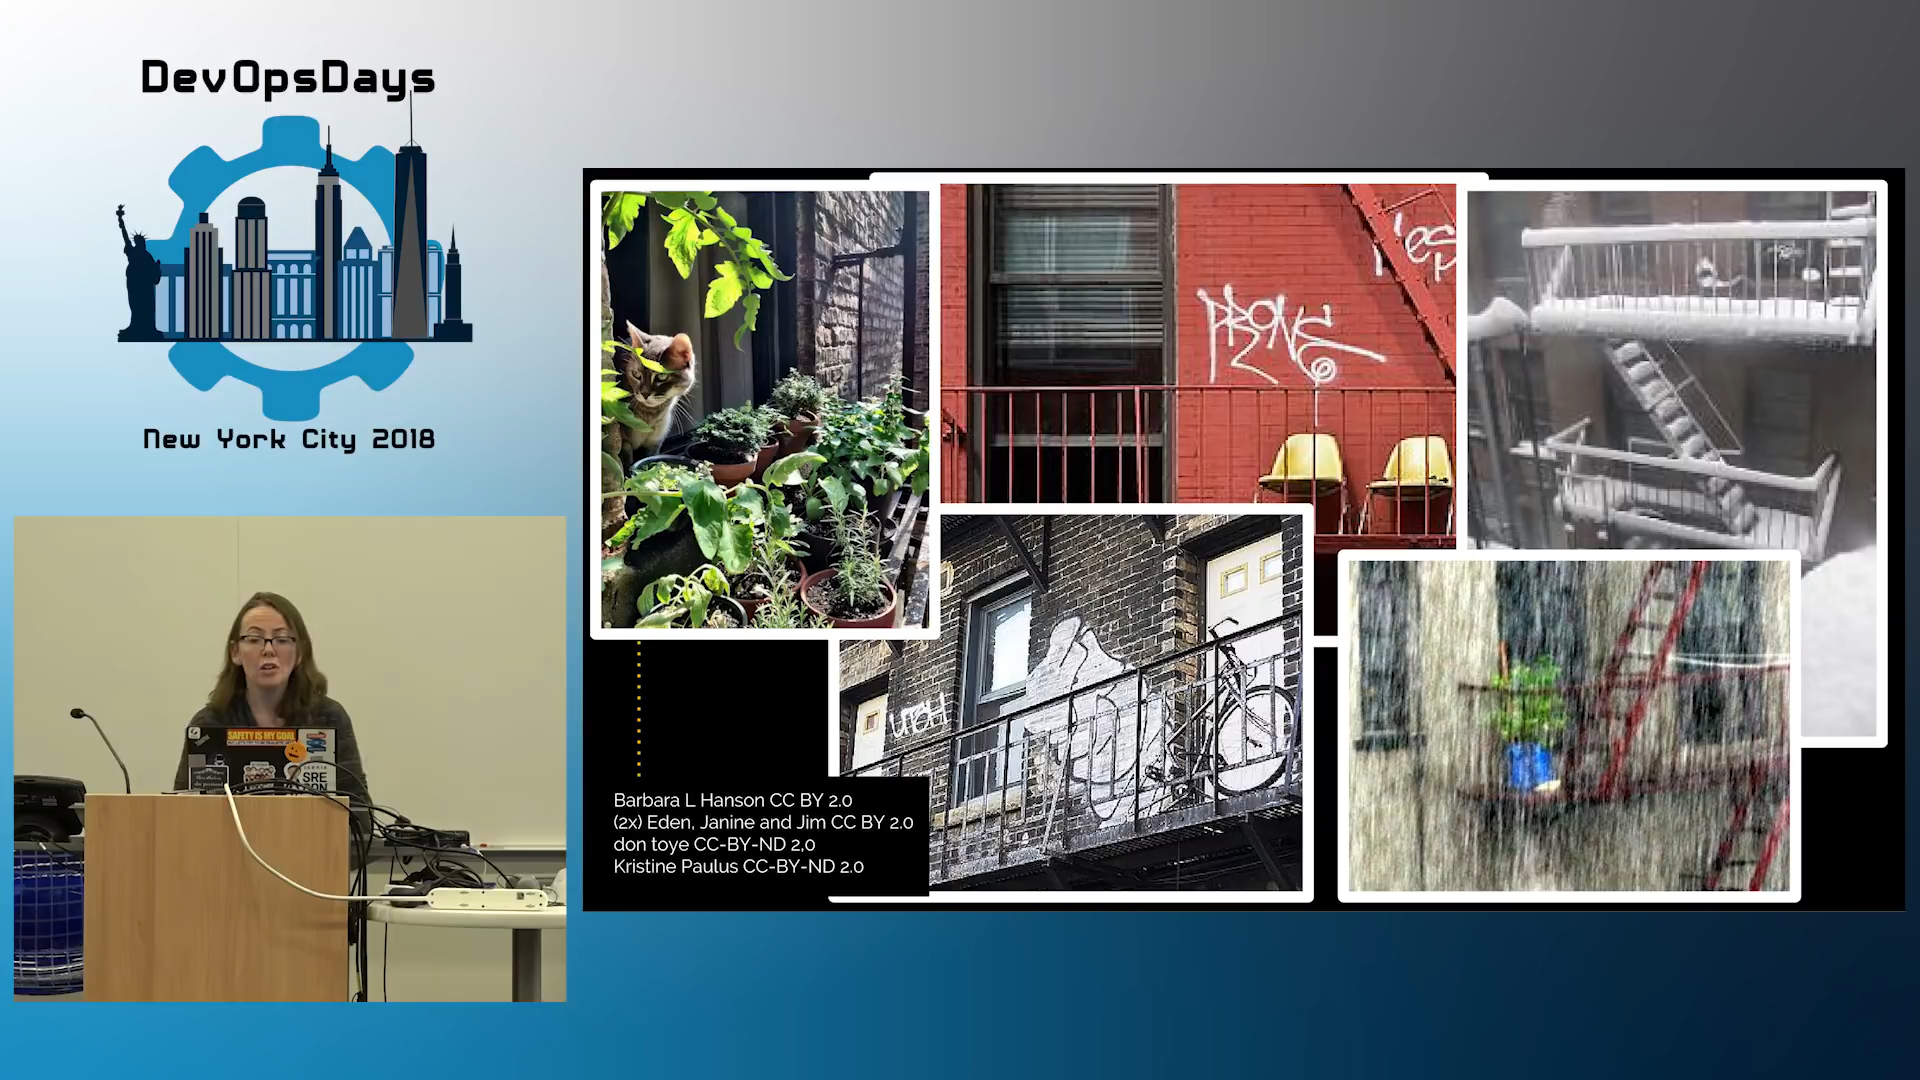 DevOpsDays
New York City 2018
PRONE
UTAH
Barbara L Hanson CC BY 2.0
(2x) Eden, Janine and Jim CC BY 2.0
don toye CC-BY-ND 2,0
Kristine Paulus CC-BY-ND 2.0
SAFETY IS MY GOAL
SRE